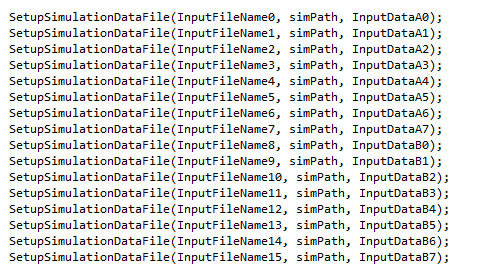 SetupSimulationDataFile(InputFileName0, simPath, InputDataA0);
SetupSimulationDataFile(InputFileName1, simPath, InputDataA1);
SetupSimulationDataFile(InputFileName2, simPath, InputDataA2);
SetupSimulationDataFile(InputFileName3, simPath, InputDataA3);
SetupSimulationDataFile(InputFileName4, simPath, InputDataA4);
SetupSimulationDataFile(InputFileName5, simPath, InputDataA5);
SetupSimulationDataFile(InputFileName6, simPath, InputDataA6);
SetupSimulationDataFile(InputFileName7, simPath, InputDataA7);
SetupSimulationDataFile(InputFileName8, simPath, InputDataB0);
SetupSimulationDataFile(InputFileName9, simPath, InputDataB1);
SetupSimulationDataFile(InputFileName10, simPath, InputDataB2);
SetupSimulationDataFile(InputFileName11, simPath, InputDataB3);
SetupSimulationDataFile(InputFileName12, simPath, InputDataB4);
SetupSimulationDataFile(InputFileName13, simPath, InputDataB5);
SetupSimulationDataFile(InputFileName14, simPath, InputDataB6);
SetupSimulationDataFile(InputFileName15, simPath, InputDataB7);